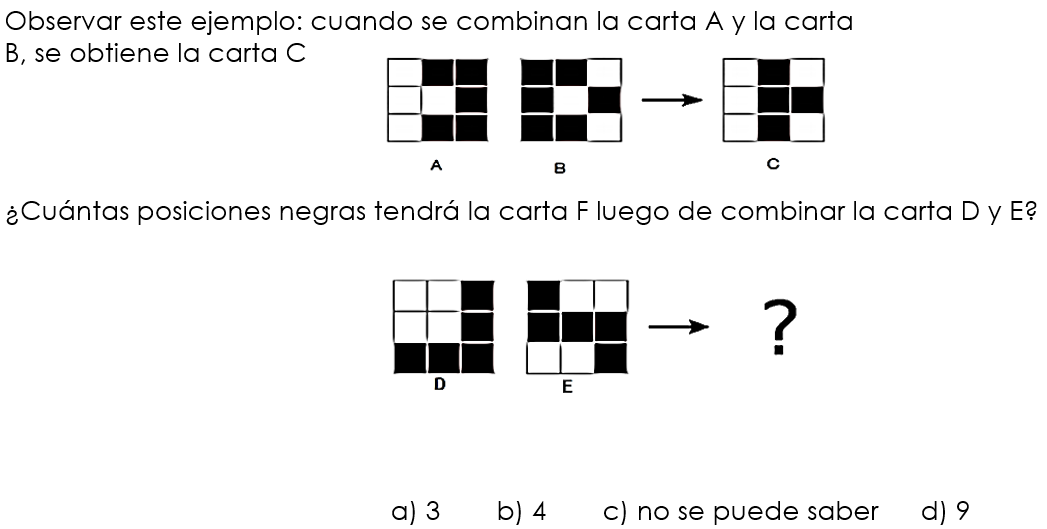 Observar este ejemplo: cuando se combinan la carta A y la carta
B, se obtiene la carta C
A B C
¿Cuántas posiciones negras tendrá la carta F luego de combinar la carta D y E?
?
D E
a) 3 b) 4 c) no se puede saber d) 9